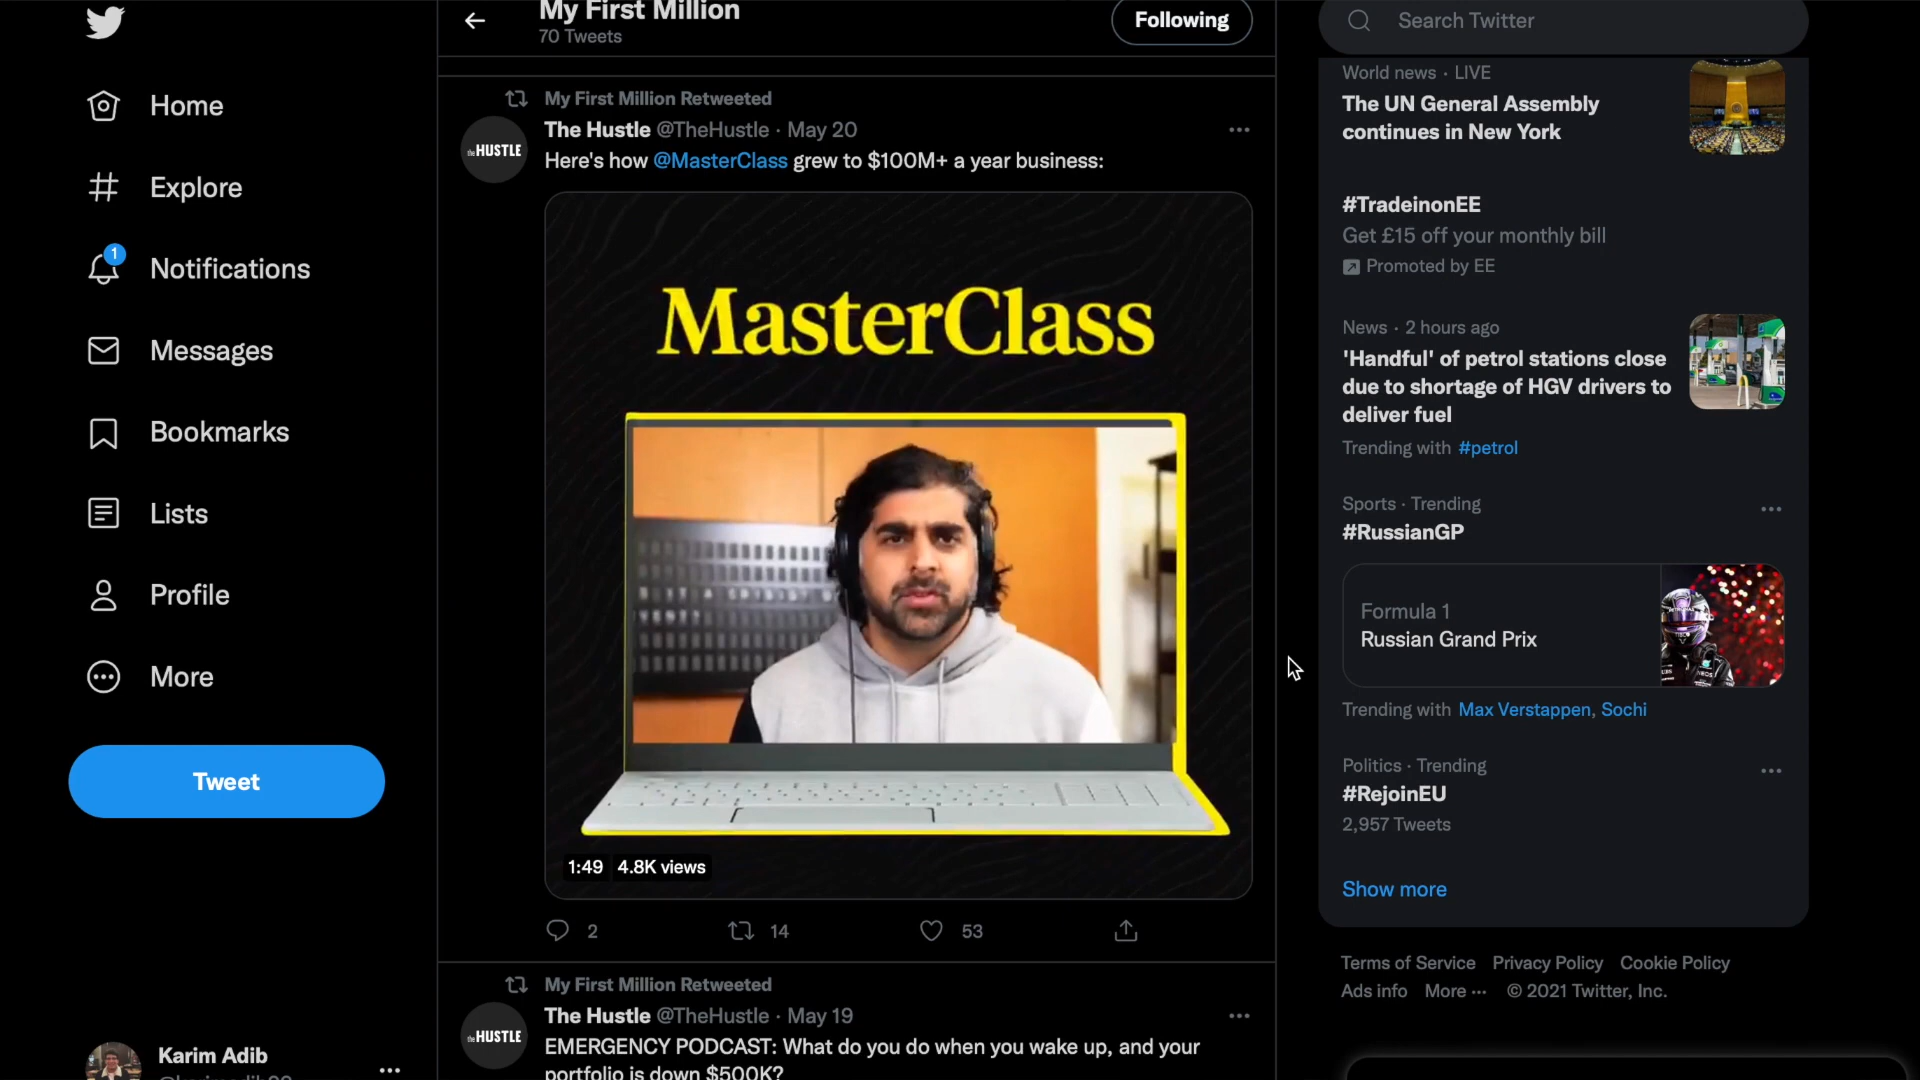 Home
Explore
1
Notifications
Messages
Bookmarks
Lists
Profile
More
Tweet
Karim Adib
My First Million
70 Tweets
Following
My First Million Retweeted
the HUSTLE
The Hustle @TheHustle · May 20
Here's how @MasterClass grew to $100M+ a year business:
MasterClass
1:49 4.8K views
2 14 53
My First Million Retweeted
the HUSTLE
The Hustle @TheHustle · May 19
EMERGENCY PODCAST: What do you do when you wake up, and your
portfolio is down $500K?
Search Twitter
World news · LIVE
The UN General Assembly
continues in New York
#TradeinonEE
Get £15 off your monthly bill
Promoted by EE
News · 2 hours ago
'Handful' of petrol stations close
due to shortage of HGV drivers to
deliver fuel
Trending with #petrol
Sports · Trending
#RussianGP
Formula 1
Russian Grand Prix
Trending with Max Verstappen, Sochi
Politics · Trending
#RejoinEU
2,957 Tweets
Show more
Terms of Service Privacy Policy Cookie Policy
Ads info More ··· © 2021 Twitter, Inc.